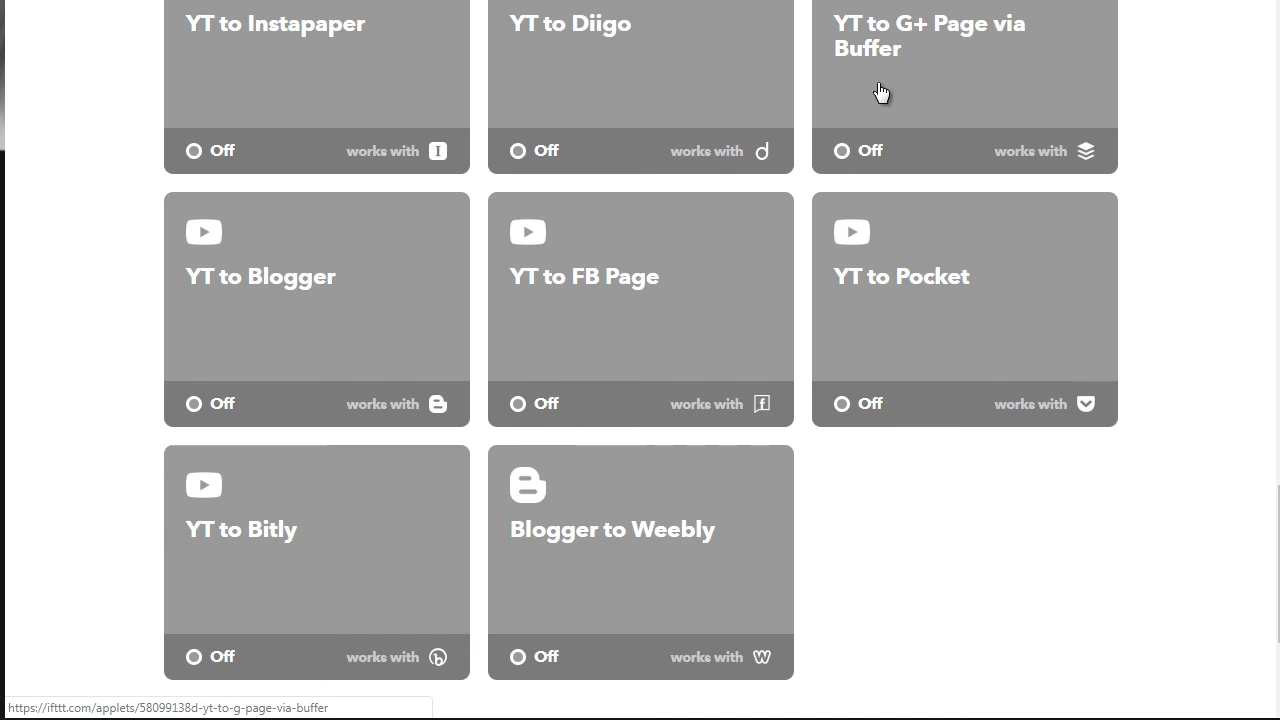 YT to Instapaper
YT to Diigo
YT to G+ Page via
Buffer
Off
works with
Off
works with
Off
works with
YT to Blogger
YT to FB Page
YT to Pocket
Off
works with
Off
works with
Off
works with
YT to Bitly
Blogger to Weebly
Off
works with
Off
works with
https://ifttt.com/applets/58099138d-yt-to-g-page-via-buffer